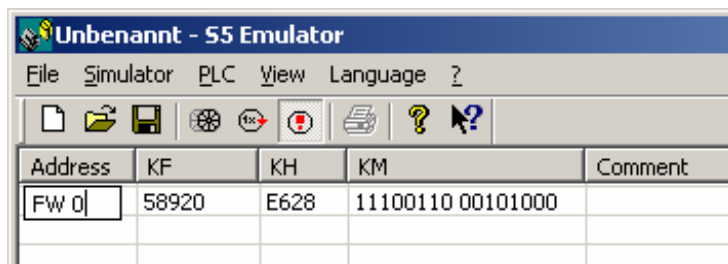 Unbenannt - S5 Emulator
File Simulator PLC View Language ?
1x ? ?
Address KF KH KM Comment
FW 0 58920 E628 11100110 00101000